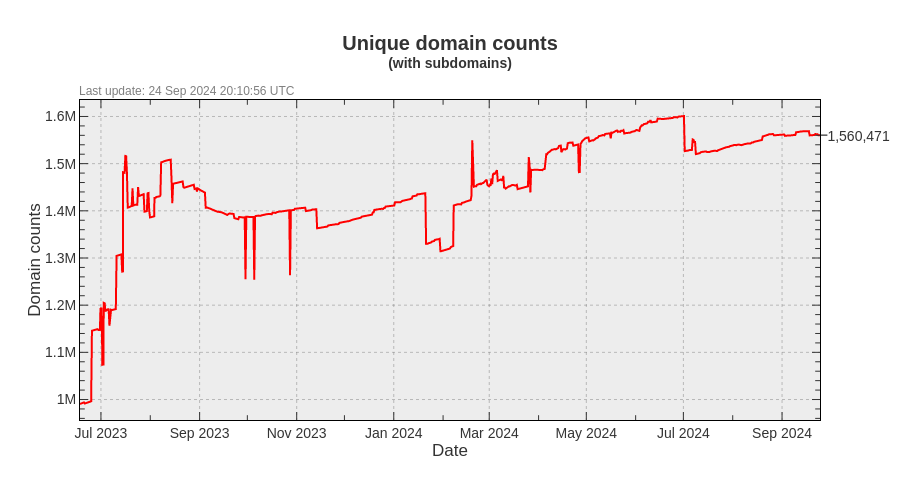 Unique domain counts
(with subdomains)
Last update: 24 Sep 2024 20:10:56 UTC
1.6M
1.5M
1.4M
1.3M
1.2M
1.1M
1M
Domain counts
1,560,471
Jul 2023 Sep 2023 Nov 2023 Jan 2024 Mar 2024 May 2024 Jul 2024 Sep 2024
Date